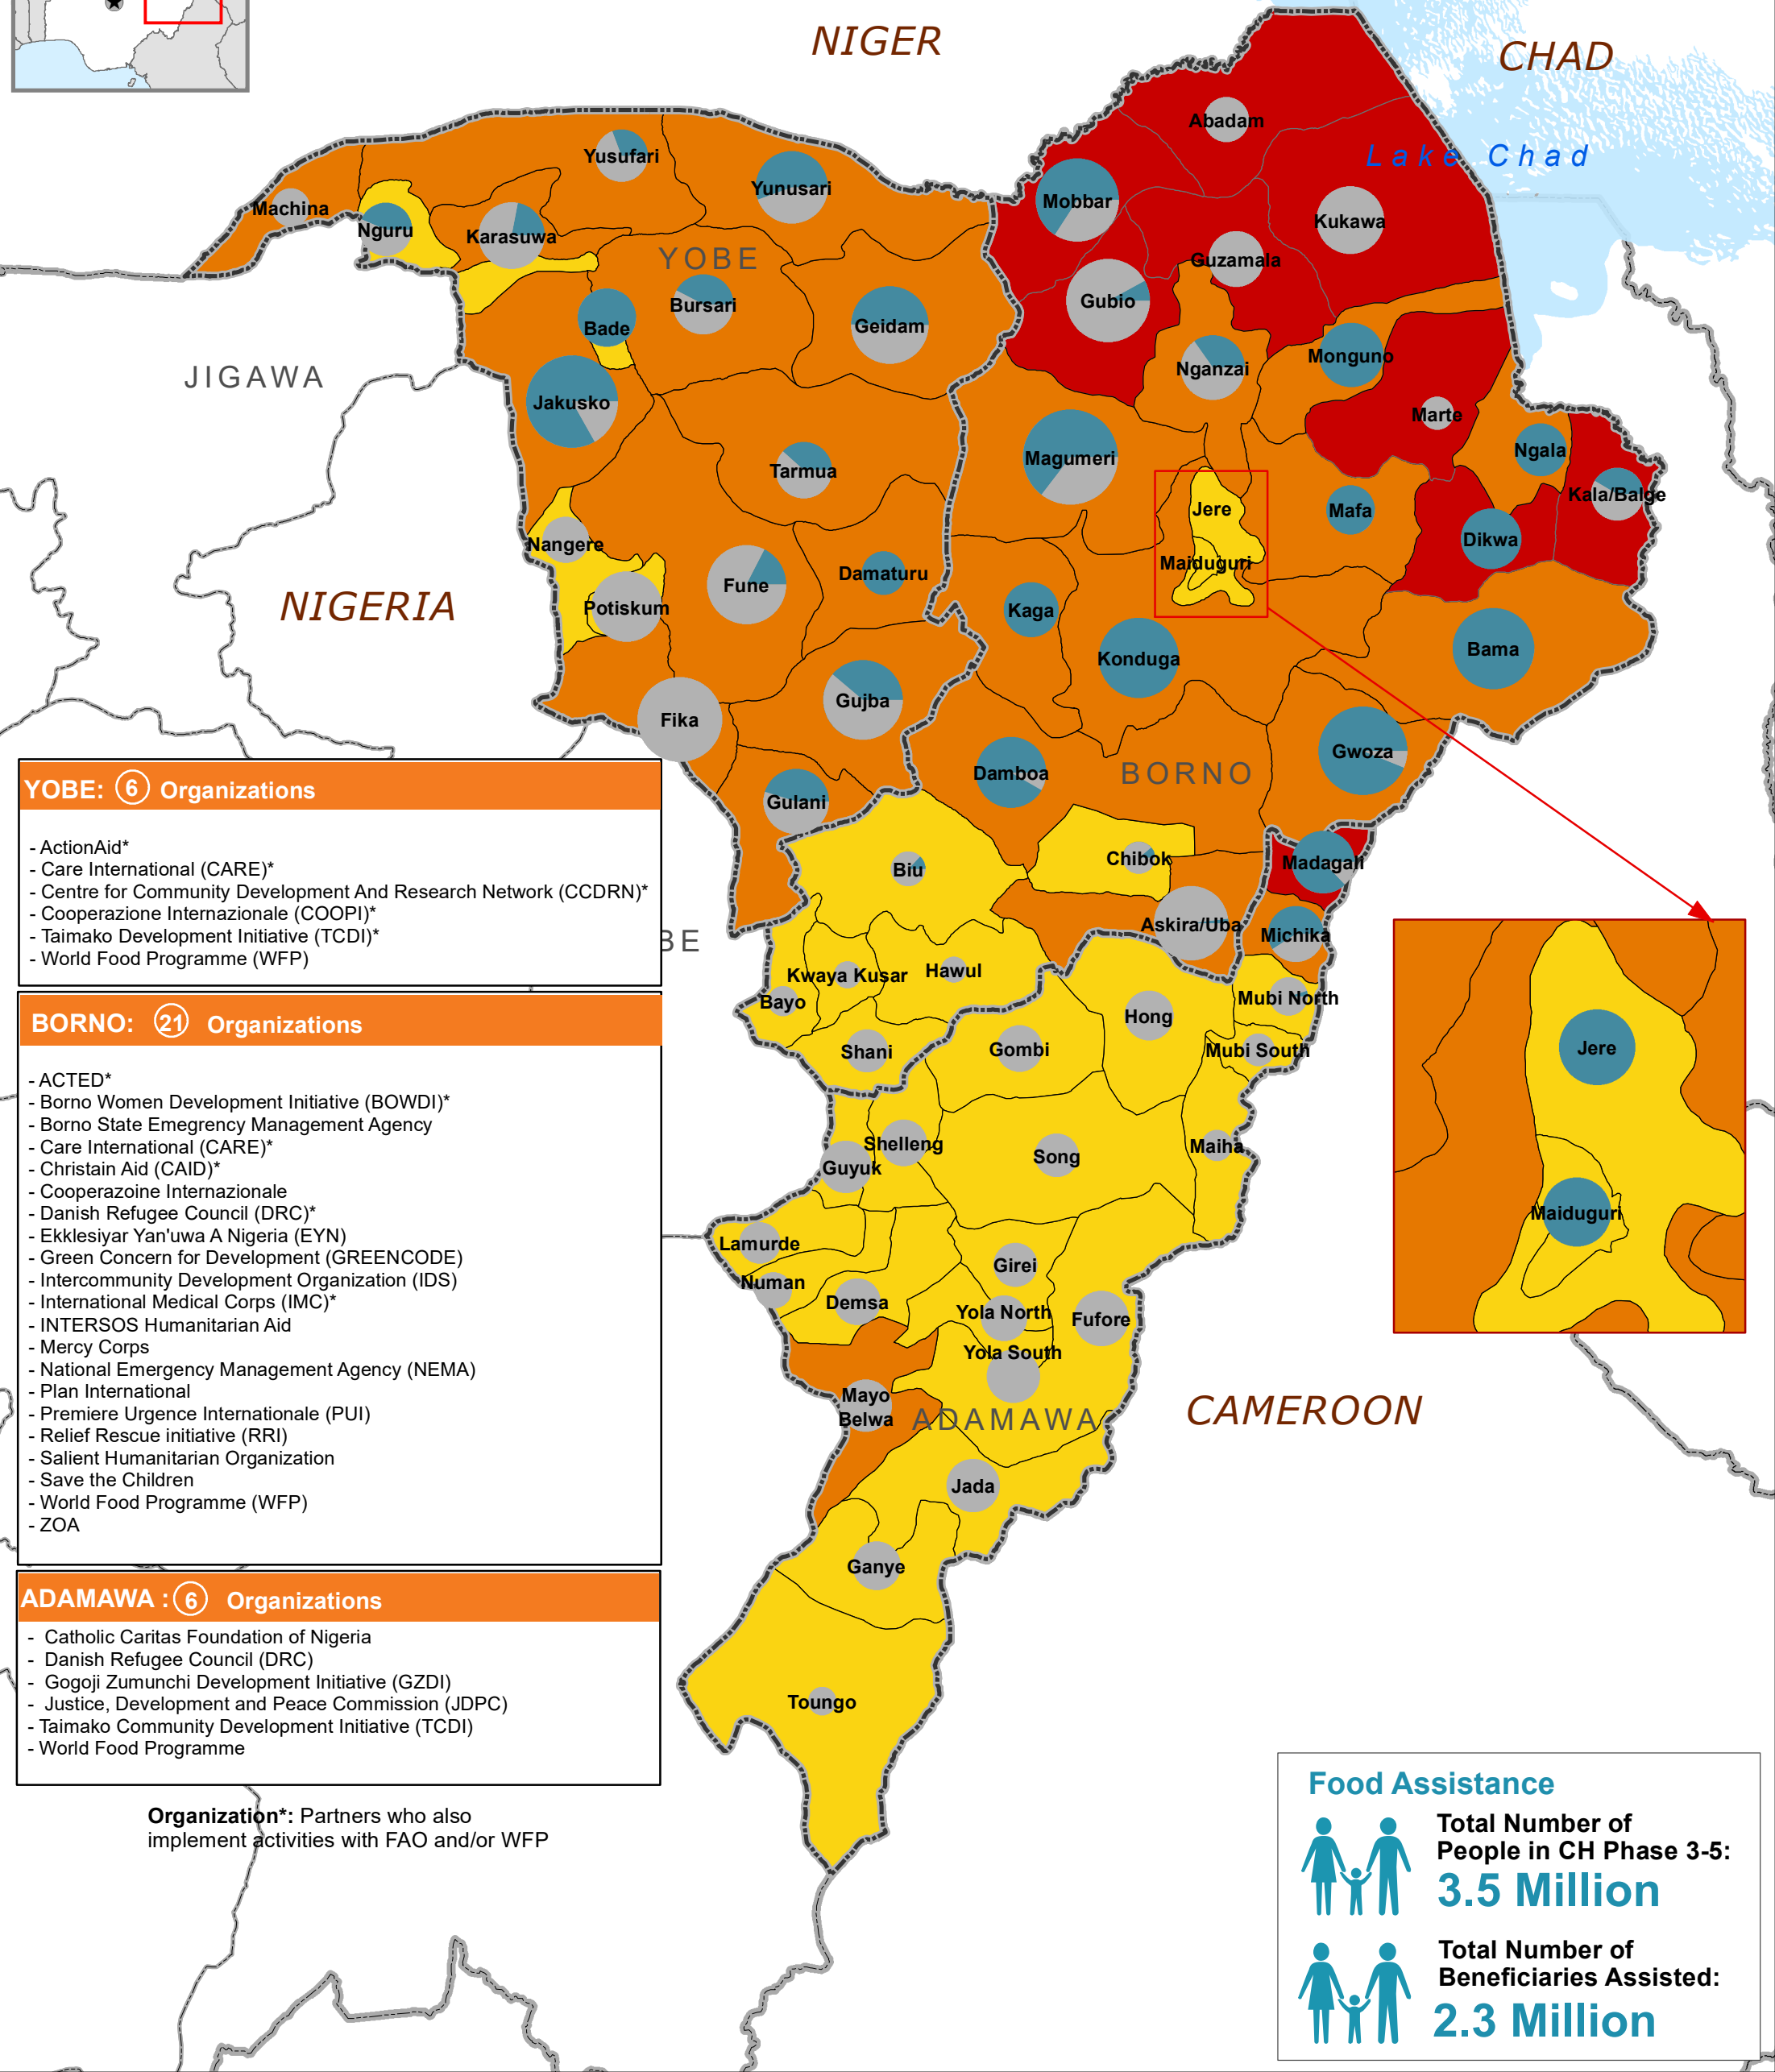 NIGER
CHAD
Lake Chad
Abadam
Yusufari
Yunusari
Mobbar
Kukawa
Machina
Nguru
Karasuwa
YOBE
Guzamala
Gubio
Bursari
Bade
Geidam
Monguno
Nganzai
JIGAWA
Jakusko
Marte
Magumeri
Ngala
Tarmua
Kala/Balge
Jere
Mafa
Nangere
Dikwa
Maiduguri
Damaturu
Fune
Potiskum
NIGERIA
Kaga
Konduga
Bama
Gujba
Fika
Gwoza
Damboa
BORNO
Gulani
Chibok
Madagali
Biu
Askira/Uba
Michika
BE
Kwaya Kusar
Hawul
Bayo
Mubi North
Hong
Shani
Gombi
Mubi South
Shelleng
Guyuk
Song
Maiha
Lamurde
Numan
Girei
Demsa
Yola North
Fufore
Yola South
Mayo
Belwa
ADAMAWA
CAMEROON
Jada
Ganye
Toungo
Jere
Maiduguri
YOBE: 6 Organizations
- ActionAid*
- Care International (CARE)*
- Centre for Community Development And Research Network (CCDRN)*
- Cooperazione Internazionale (COOPI)*
- Taimako Development Initiative (TCDI)*
- World Food Programme (WFP)
BORNO: 21 Organizations
- ACTED*
- Borno Women Development Initiative (BOWDI)*
- Borno State Emegrency Management Agency
- Care International (CARE)*
- Christain Aid (CAID)*
- Cooperazoine Internazionale
- Danish Refugee Council (DRC)*
- Ekklesiyar Yan'uwa A Nigeria (EYN)
- Green Concern for Development (GREENCODE)
- Intercommunity Development Organization (IDS)
- International Medical Corps (IMC)*
- INTERSOS Humanitarian Aid
- Mercy Corps
- National Emergency Management Agency (NEMA)
- Plan International
- Premiere Urgence Internationale (PUI)
- Relief Rescue initiative (RRI)
- Salient Humanitarian Organization
- Save the Children
- World Food Programme (WFP)
- ZOA
ADAMAWA : 6 Organizations
- Catholic Caritas Foundation of Nigeria
- Danish Refugee Council (DRC)
- Gogoji Zumunchi Development Initiative (GZDI)
- Justice, Development and Peace Commission (JDPC)
- Taimako Community Development Initiative (TCDI)
- World Food Programme
Organization*: Partners who also
implement activities with FAO and/or WFP
Food Assistance
Total Number of
People in CH Phase 3-5:
3.5 Million
Total Number of
Beneficiaries Assisted:
2.3 Million